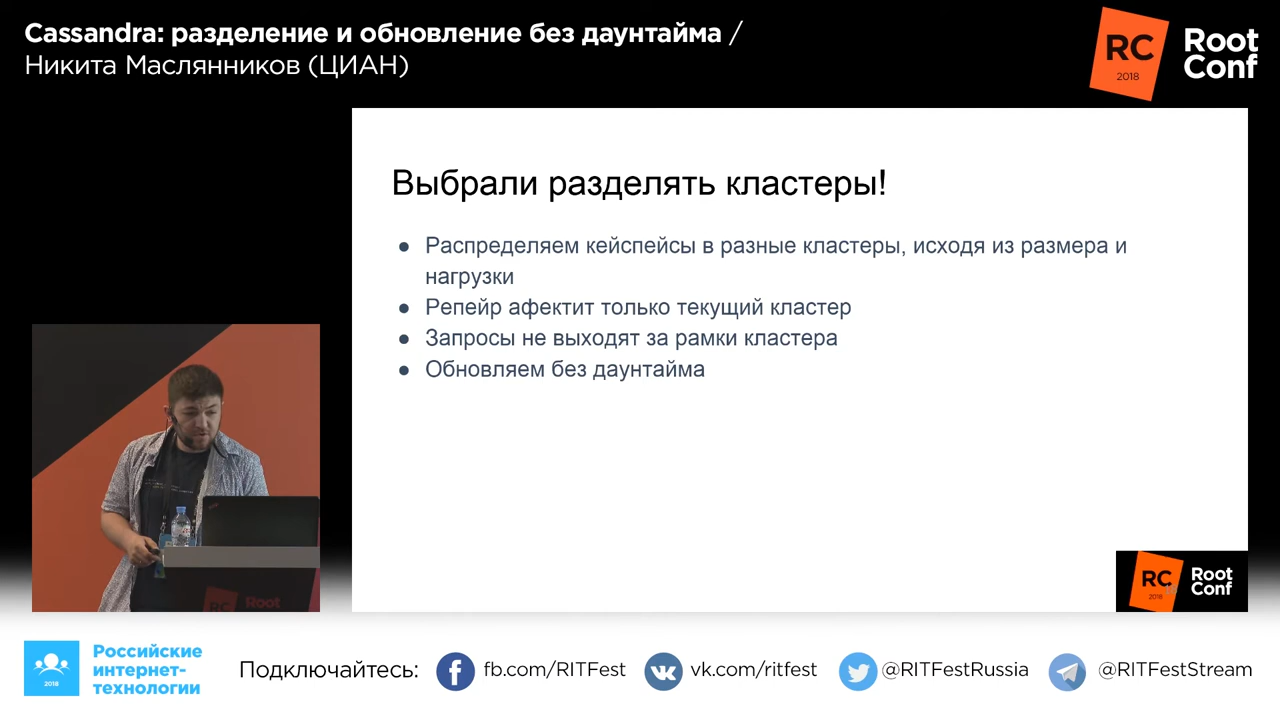 Cassandra: разделение и обновление без даунтайма /
Никита Маслянников (ЦИАН)
RC
2018
Root
Conf
Выбрали разделять кластеры!
● Распределяем кейспейсы в разные кластеры, исходя из размера и
нагрузки
● Репейр афектит только текущий кластер
● Запросы не выходят за рамки кластера
● Обновляем без даунтайма
RC
2018
Root
Conf
RC
Root
2018
Российские
интернет-
технологии
Подключайтесь:
fb.com/RITFest
vk.com/ritfest
@RITFestRussia
@RITFestStream